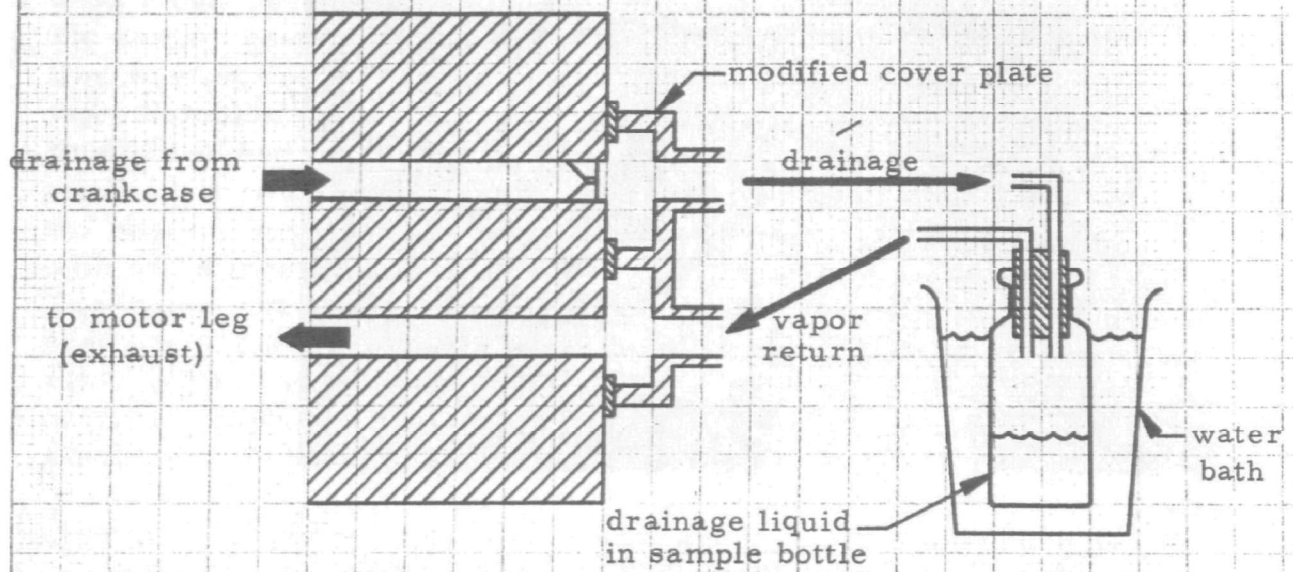 modified cover plate
drainage from
crankcase
drainage
to motor leg
(exhaust)
vapor
return
water
bath
drainage liquid
in sample bottle